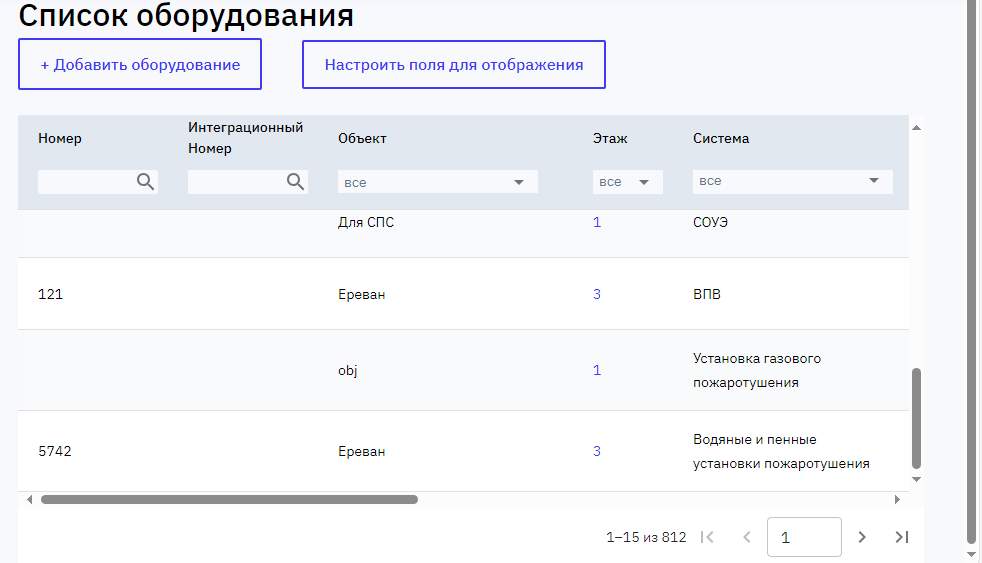 Список оборудования
+ Добавить оборудование
Настроить поля для отображения
Номер
Интеграционный
Номер
Объект
Этаж
Система
все
все
все
Для СПС
1
СОУЭ
121
Ереван
3
ВПВ
obj
1
Установка газового
пожаротушения
5742
Ереван
3
Водяные и пенные
установки пожаротушения
1–15 из 812
1